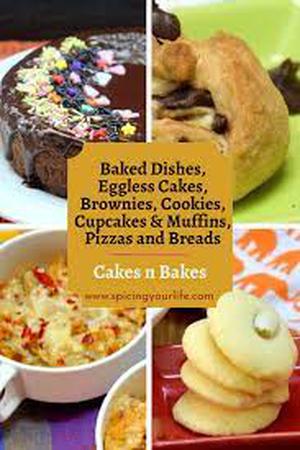 Baked Dishes,
Eggless Cakes,
Brownies, Cookies,
Cupcakes & Muffins,
Pizzas and Breads
Cakes n Bakes
www.spicingyourlife.com